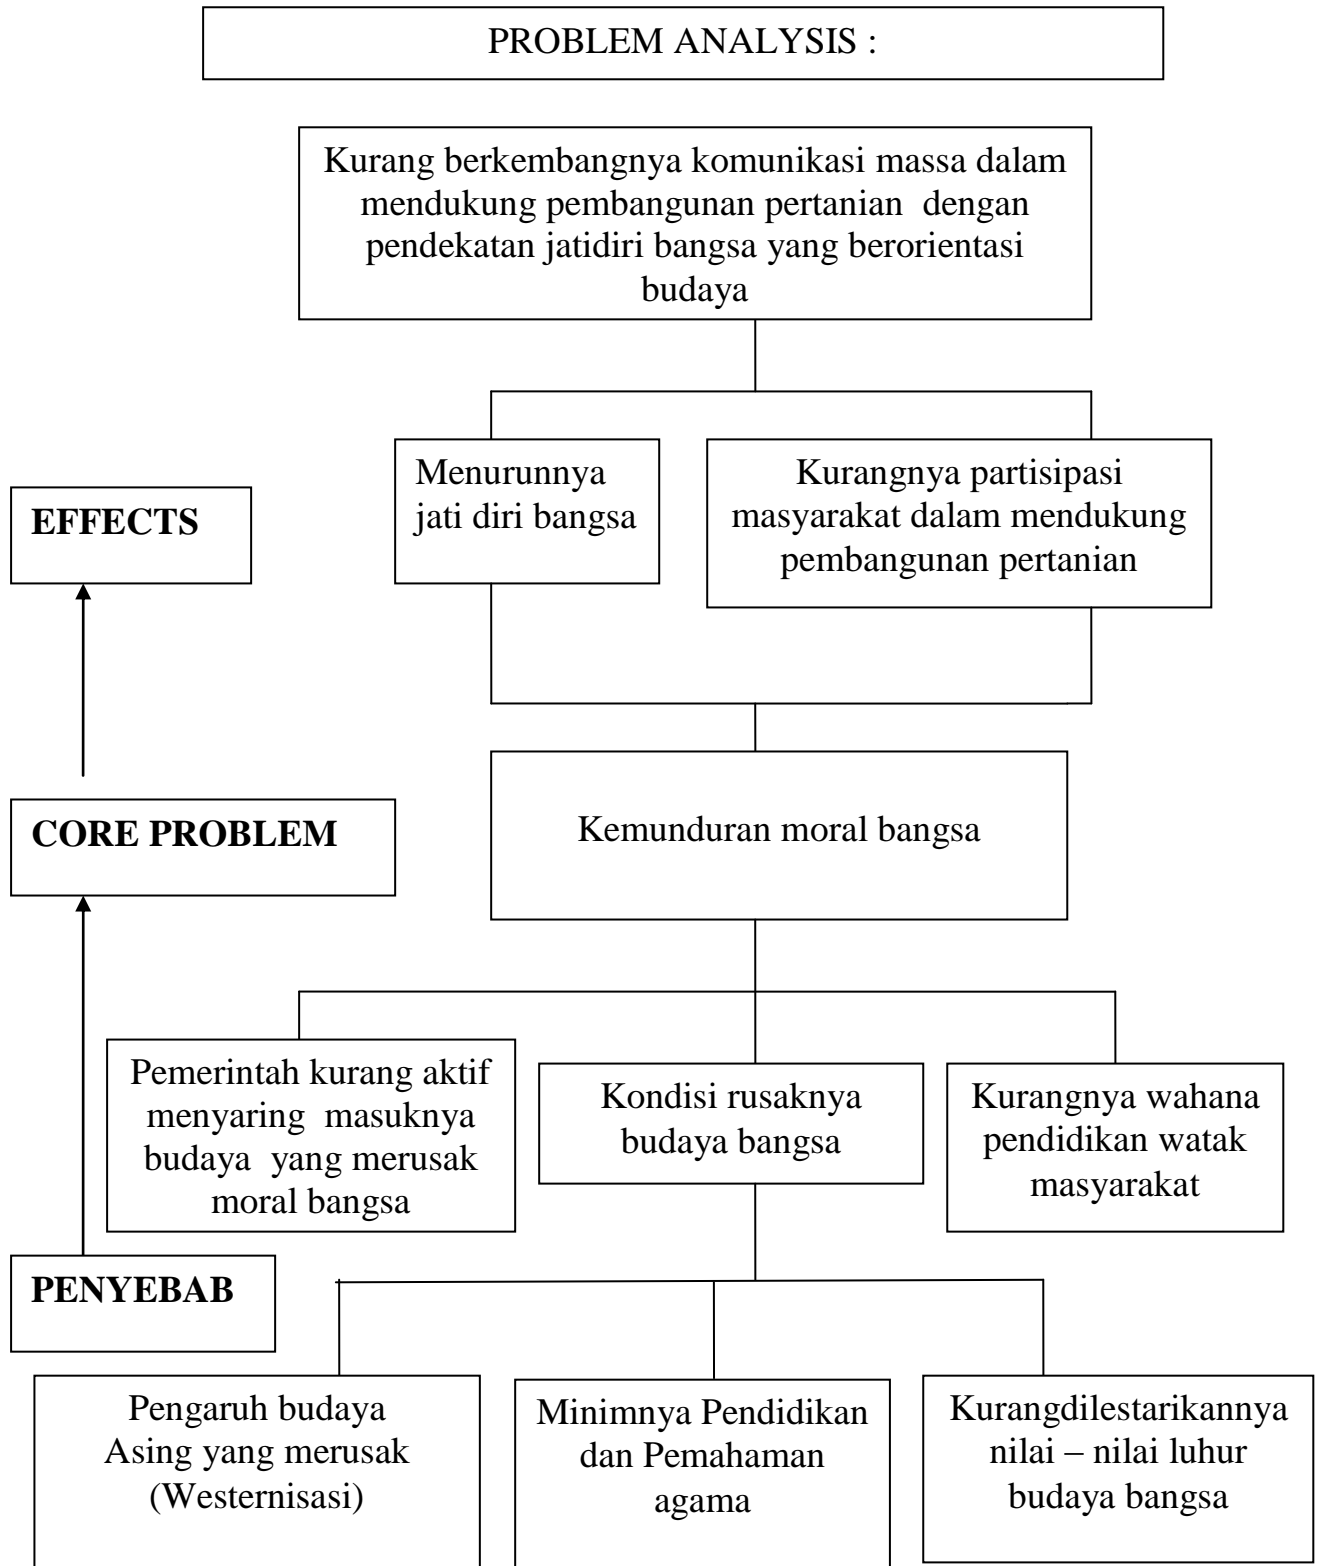 PROBLEM ANALYSIS :
Kurang berkembangnya komunikasi massa dalam
mendukung pembangunan pertanian dengan
pendekatan jatidiri bangsa yang berorientasi
budaya
Menurunnya
jati diri bangsa
Kurangnya partisipasi
masyarakat dalam mendukung
pembangunan pertanian
EFFECTS
CORE PROBLEM
Kemunduran moral bangsa
Pemerintah kurang aktif
menyaring masuknya
budaya yang merusak
moral bangsa
Kondisi rusaknya
budaya bangsa
Kurangnya wahana
pendidikan watak
masyarakat
PENYEBAB
Pengaruh budaya
Asing yang merusak
(Westernisasi)
Minimnya Pendidikan
dan Pemahaman
agama
Kurangdilestarikannya
nilai – nilai luhur
budaya bangsa